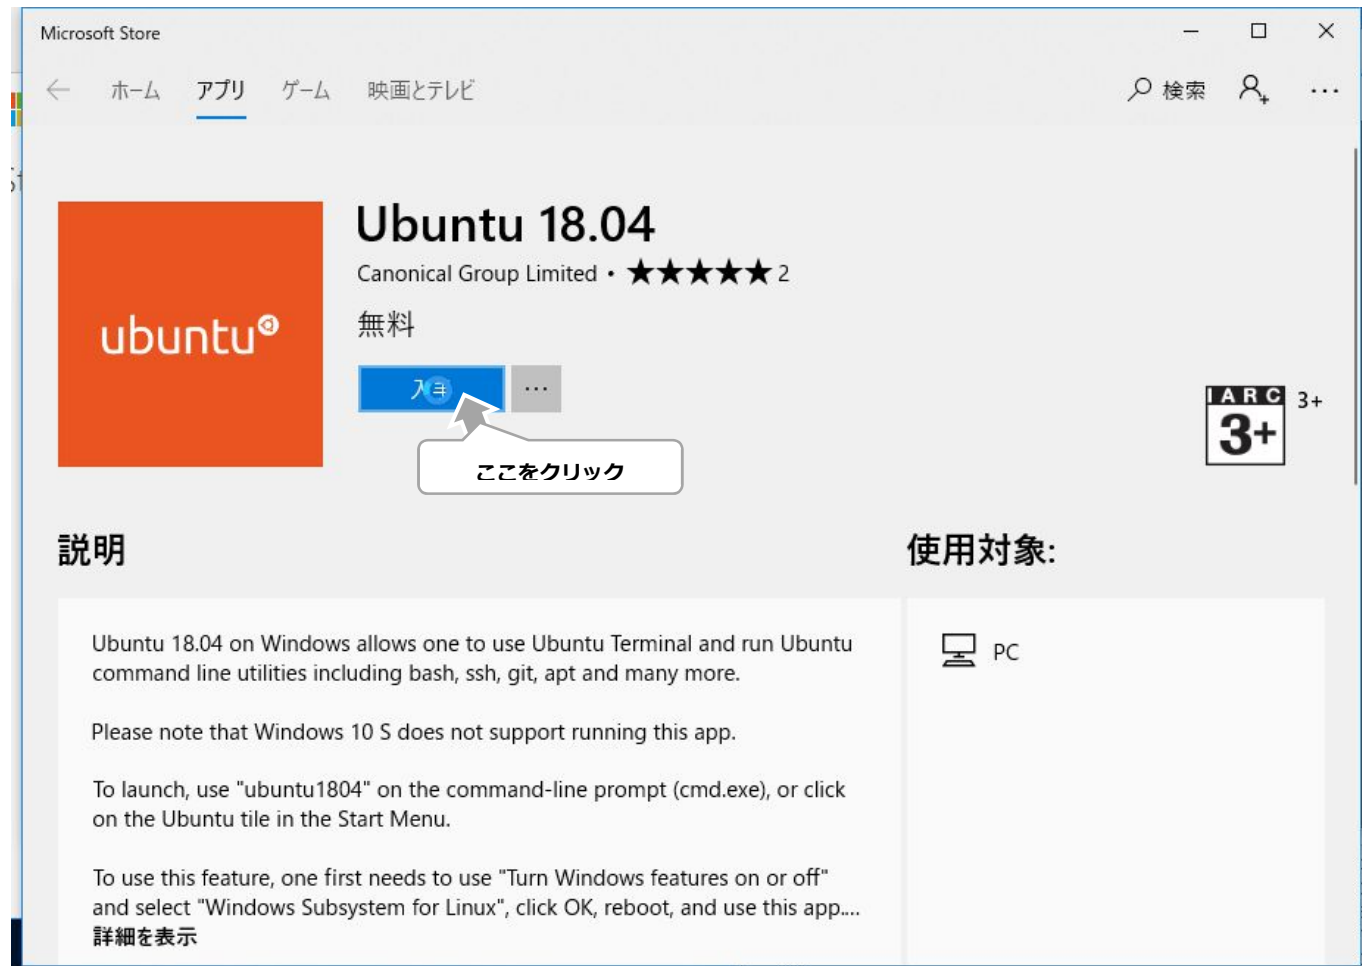 Microsoft Store
ホーム アプリ ゲーム 映画とテレビ 検索
Ubuntu 18.04
Canonical Group Limited • ★★★★★ 2
ubuntu
無料
...
ここをクリック
IARC
3+ 3+
説明
使用対象:
Ubuntu 18.04 on Windows allows one to use Ubuntu Terminal and run Ubuntu
command line utilities including bash, ssh, git, apt and many more.
PC
Please note that Windows 10 S does not support running this app.
To launch, use "ubuntu1804" on the command-line prompt (cmd.exe), or click
on the Ubuntu tile in the Start Menu.
To use this feature, one first needs to use "Turn Windows features on or off"
and select "Windows Subsystem for Linux", click OK, reboot, and use this app....
詳細を表示